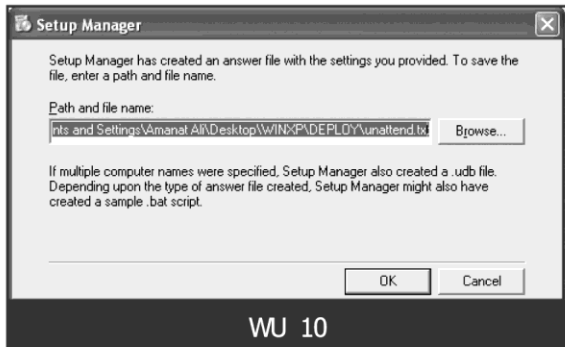 Setup Manager
Setup Manager has created an answer file with the settings you provided. To save the
file, enter a path and file name.
Path and file name:
nts and Settings\Amanat Ali\Desktop\WINXP\DEPLOY\unattend.txt
Browse...
If multiple computer names were specified, Setup Manager also created a .udb file.
Depending upon the type of answer file created, Setup Manager might also have
created a sample .bat script.
OK
Cancel
WU 10